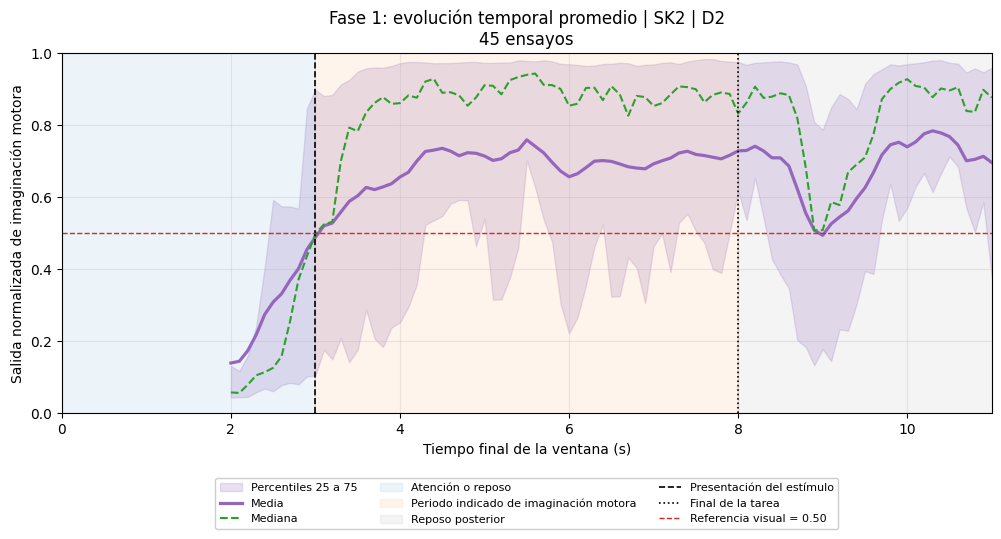 Fase 1: evolución temporal promedio | SK2 | D2
45 ensayos
Salida normalizada de imaginación motora
1.0
0.8
0.6
0.4
0.2
0.0
0
2
4
6
8
10
Tiempo final de la ventana (s)
Percentiles 25 a 75
Media
Mediana
Atención o reposo
Periodo indicado de imaginación motora
Reposo posterior
Presentación del estímulo
Final de la tarea
Referencia visual = 0.50